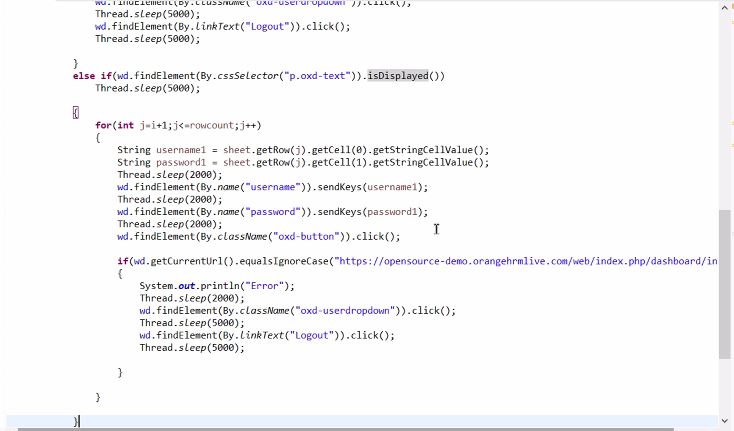 wd.findElement(By.className("oxd-userdropdown")).click();
Thread.sleep(5000);
wd.findElement(By.linkText("Logout")).click();
Thread.sleep(5000);
}
else if(wd.findElement(By.cssSelector("p.oxd-text")).isDisplayed())
Thread.sleep(5000);
{
for(int j=i+1;j<=rowcount;j++)
{
String username1 = sheet.getRow(j).getCell(0).getStringCellValue();
String password1 = sheet.getRow(j).getCell(1).getStringCellValue();
Thread.sleep(2000);
wd.findElement(By.name("username")).sendKeys(username1);
Thread.sleep(2000);
wd.findElement(By.name("password")).sendKeys(password1);
Thread.sleep(2000);
wd.findElement(By.className("oxd-button")).click();
if(wd.getCurrentUrl().equalsIgnoreCase("https://opensource-demo.orangehrmlive.com/web/index.php/dashboard/in
{
System.out.println("Error");
Thread.sleep(2000);
wd.findElement(By.className("oxd-userdropdown")).click();
Thread.sleep(5000);
wd.findElement(By.linkText("Logout")).click();
Thread.sleep(5000);
}
}
}